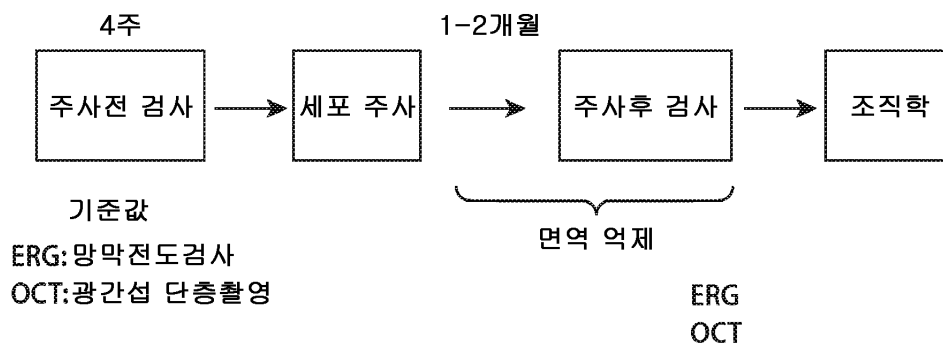 4주
1-2개월
주사전 검사
세포 주사
주사후 검사
조직학
기준값
면역 억제
ERG:망막전도검사
OCT:광간섭 단층촬영
ERG
OCT